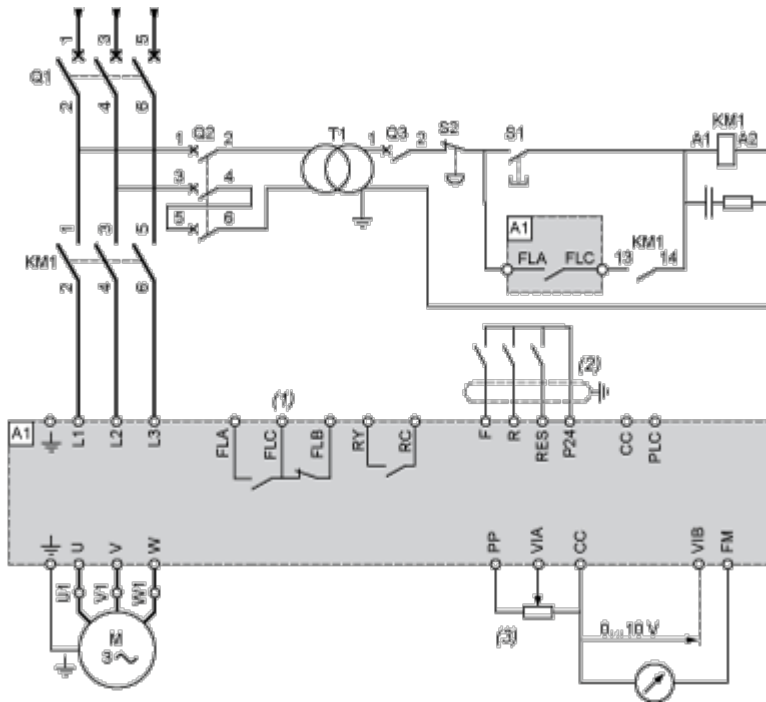 1 3 5
Q1
2 4 6
1 Q2 2 T1 1 Q3 2 S2 S1 KM1
A1 A2
3 4
5 6
A1
FLA FLC 13 KM1 14
1 3 5
KM1
2 4 6
(1) (2)
A1
L1 L2 L3 FLA FLC FLB RY RC F R RES P24 CC PLC
U V W PP VIA CC VIB FM
U1 V1 W1
(3)
0 ... 10 V
M
3